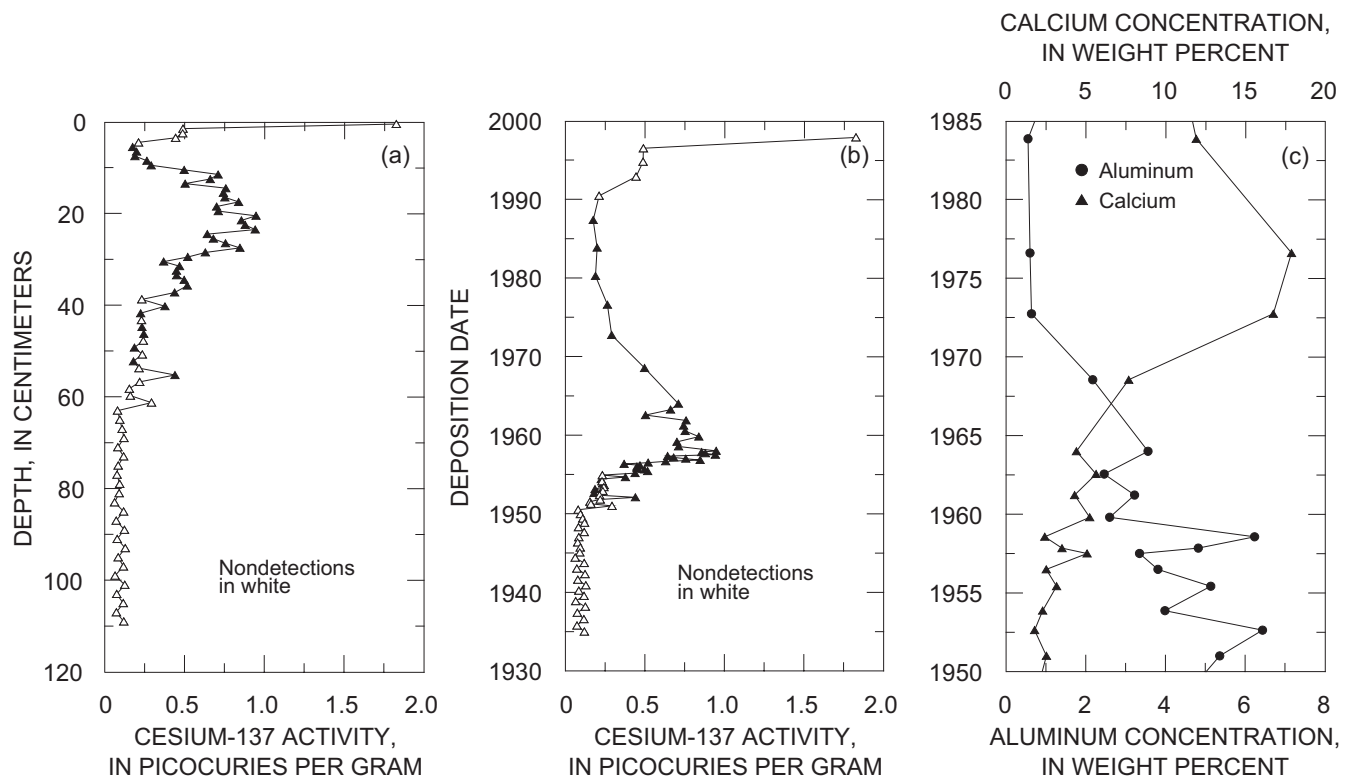 0
20
40
60
80
100
120
DEPTH, IN CENTIMETERS
(a)
Nondetections
in white
0
0.5
1.0
1.5
2.0
CESIUM-137 ACTIVITY,
IN PICOCURIES PER GRAM
2000
1990
1980
1970
1960
1950
1940
1930
DEPOSITION DATE
(b)
Nondetections
in white
0
0.5
1.0
1.5
2.0
CESIUM-137 ACTIVITY,
IN PICOCURIES PER GRAM
CALCIUM CONCENTRATION,
IN WEIGHT PERCENT
0
5
10
15
20
1985
1980
1975
1970
1965
1960
1955
1950
(c)
Aluminum
Calcium
0
2
4
6
8
ALUMINUM CONCENTRATION,
IN WEIGHT PERCENT